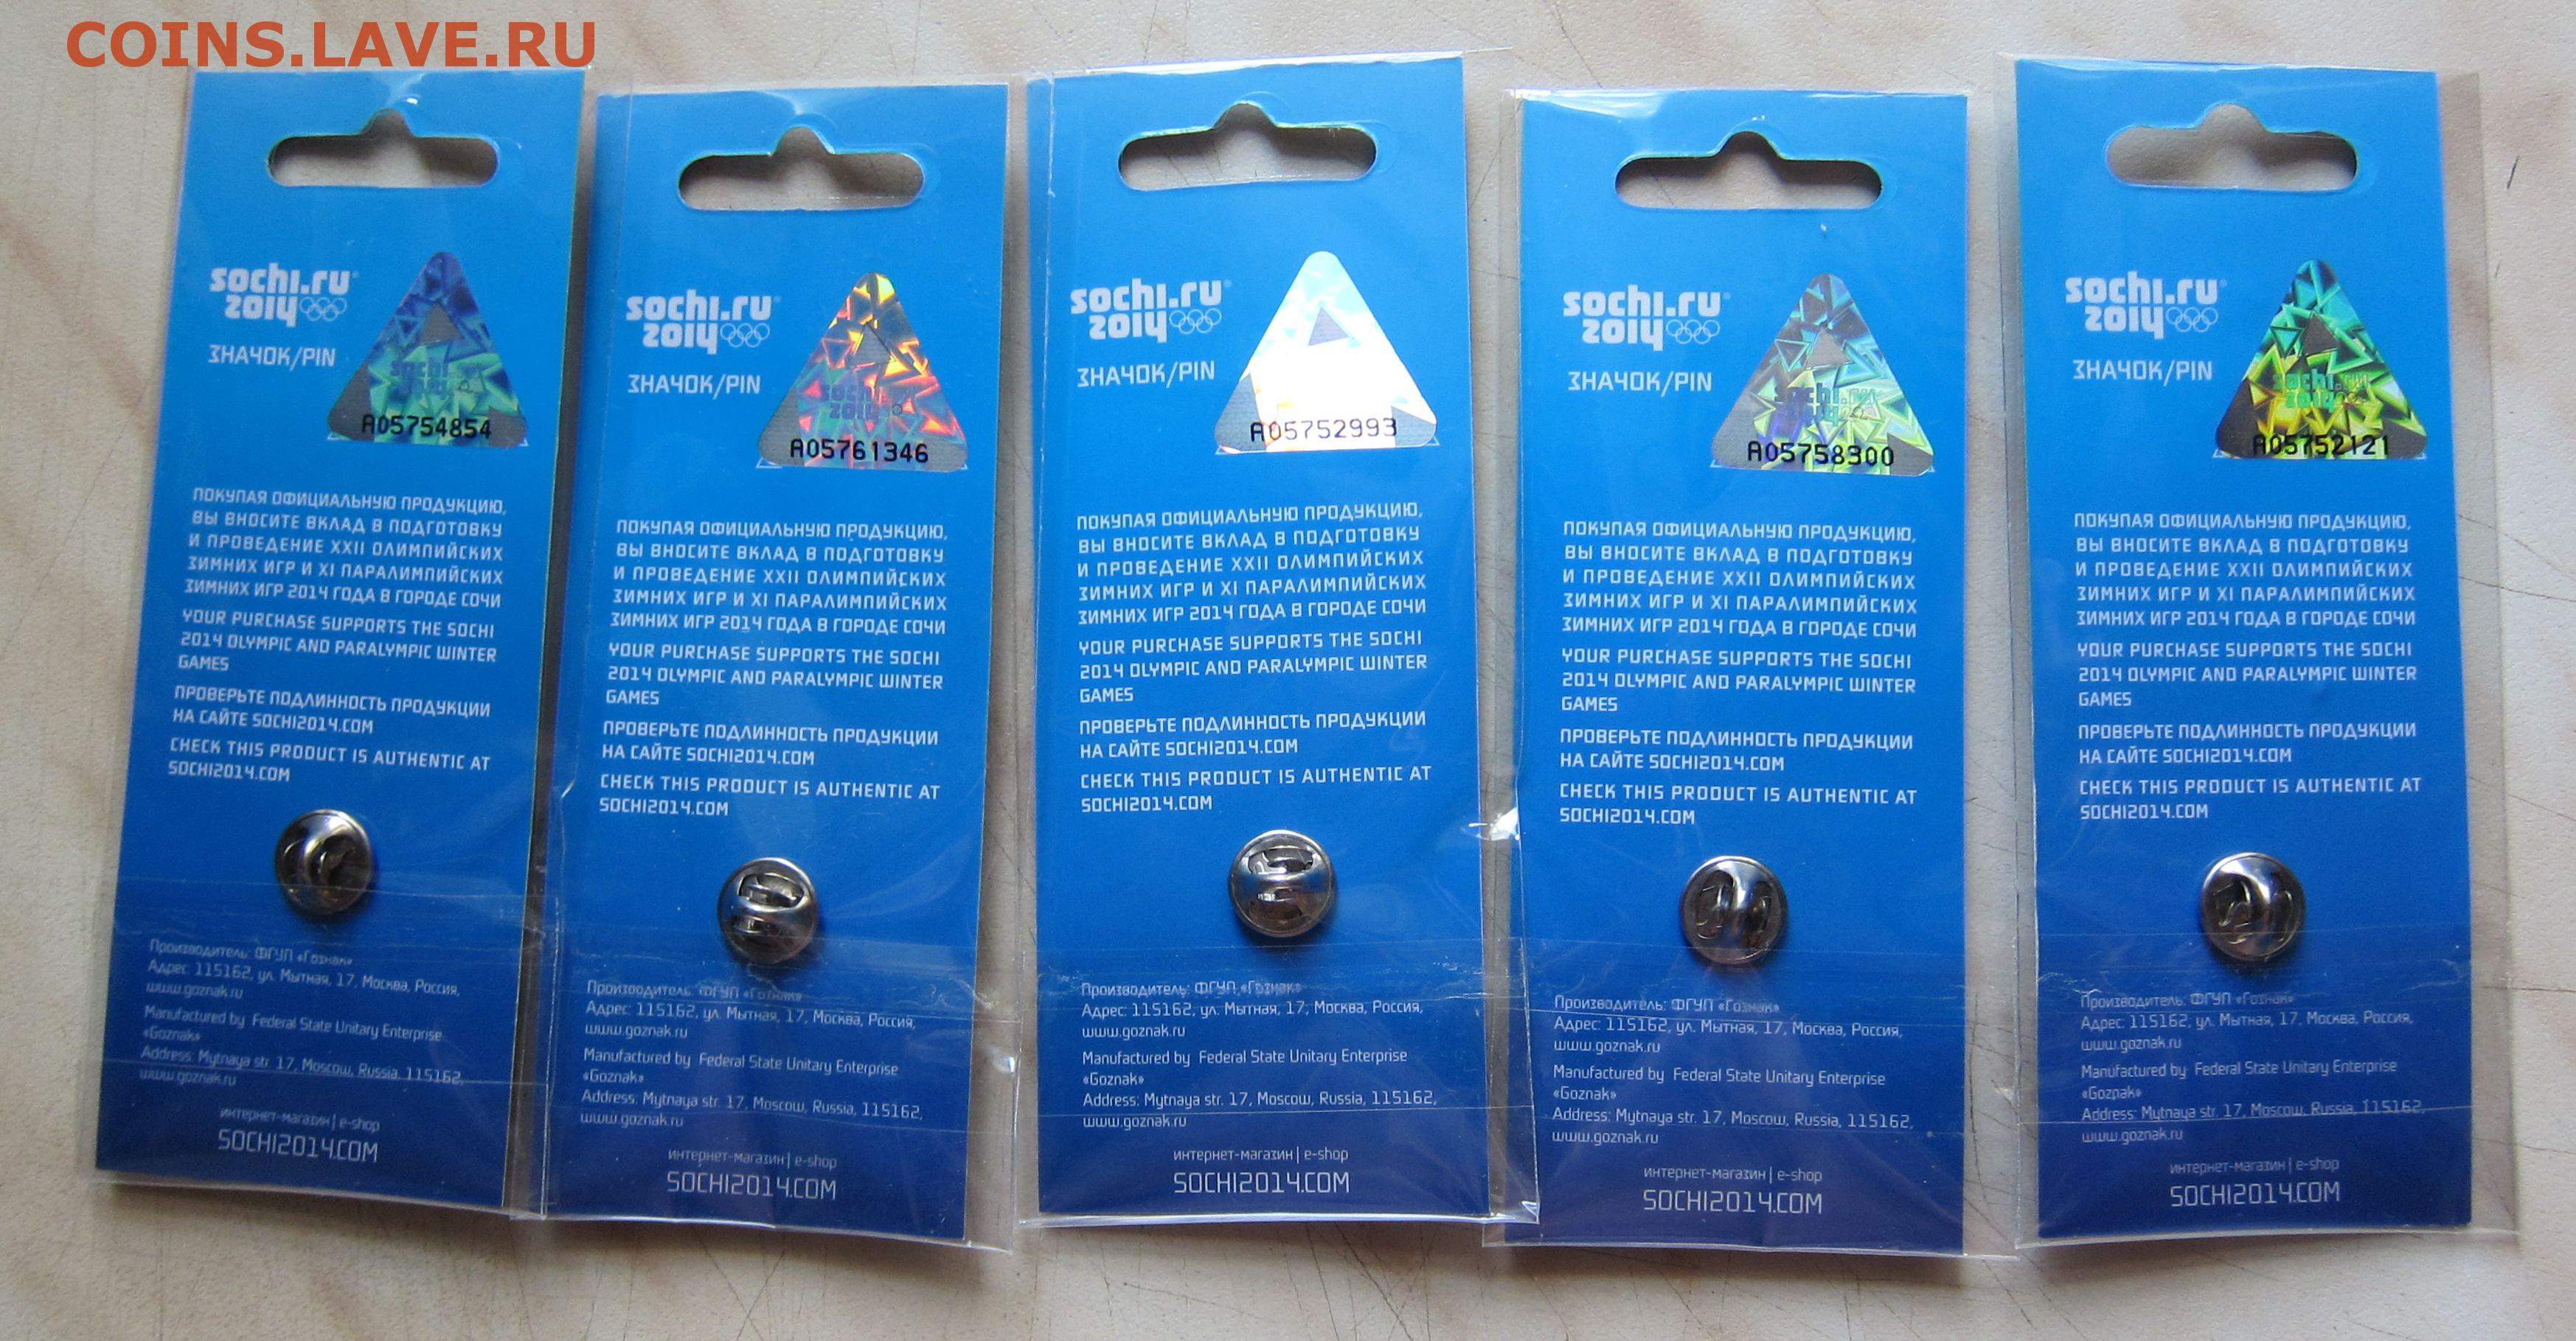 COINS.LAVE.RU
sochi.ru
2014
ЗНАЧОК/PIN
sochi.ru
2014
A05754854
ПОКУПАЯ ОФИЦИАЛЬНУЮ ПРОДУКЦИЮ,
ВЫ ВНОСИТЕ ВКЛАД В ПОДГОТОВКУ
И ПРОВЕДЕНИЕ XXII ОЛИМПИЙСКИХ
ЗИМНИХ ИГР И XI ПАРАЛИМПИЙСКИХ
ЗИМНИХ ИГР 2014 ГОДА В ГОРОДЕ СОЧИ
YOUR PURCHASE SUPPORTS THE SOCHI
2014 OLYMPIC AND PARALYMPIC WINTER
GAMES
ПРОВЕРЬТЕ ПОДЛИННОСТЬ ПРОДУКЦИИ
НА САЙТЕ SOCHI2014.COM
CHECK THIS PRODUCT IS AUTHENTIC AT
SOCHI2014.COM
Производитель: ФГУП «Гознак»
Адрес: 115162, ул. Мытная, 17, Москва, Россия,
www.goznak.ru
Manufactured by Federal State Unitary Enterprise
«Goznak»
Address: Mytnaya str. 17, Moscow, Russia, 115162,
www.goznak.ru
интернет-магазин | e-shop
SOCHI2014.COM
sochi.ru
2014
ЗНАЧОК/PIN
sochi
2014
A05761346
ПОКУПАЯ ОФИЦИАЛЬНУЮ ПРОДУКЦИЮ,
ВЫ ВНОСИТЕ ВКЛАД В ПОДГОТОВКУ
И ПРОВЕДЕНИЕ XXII ОЛИМПИЙСКИХ
ЗИМНИХ ИГР И XI ПАРАЛИМПИЙСКИХ
ЗИМНИХ ИГР 2014 ГОДА В ГОРОДЕ СОЧИ
YOUR PURCHASE SUPPORTS THE SOCHI
2014 OLYMPIC AND PARALYMPIC WINTER
GAMES
ПРОВЕРЬТЕ ПОДЛИННОСТЬ ПРОДУКЦИИ
НА САЙТЕ SOCHI2014.COM
CHECK THIS PRODUCT IS AUTHENTIC AT
SOCHI2014.COM
Производитель: ФГУП «Гознак»
Адрес: 115162, ул. Мытная, 17, Москва, Россия,
www.goznak.ru
Manufactured by Federal State Unitary Enterprise
«Goznak»
Address: Mytnaya str. 17, Moscow, Russia, 115162,
www.goznak.ru
интернет-магазин | e-shop
SOCHI2014.COM
sochi.ru
2014
ЗНАЧОК/PIN
A05752993
ПОКУПАЯ ОФИЦИАЛЬНУЮ ПРОДУКЦИЮ,
ВЫ ВНОСИТЕ ВКЛАД В ПОДГОТОВКУ
И ПРОВЕДЕНИЕ XXII ОЛИМПИЙСКИХ
ЗИМНИХ ИГР И XI ПАРАЛИМПИЙСКИХ
ЗИМНИХ ИГР 2014 ГОДА В ГОРОДЕ СОЧИ
YOUR PURCHASE SUPPORTS THE SOCHI
2014 OLYMPIC AND PARALYMPIC WINTER
GAMES
ПРОВЕРЬТЕ ПОДЛИННОСТЬ ПРОДУКЦИИ
НА САЙТЕ SOCHI2014.COM
CHECK THIS PRODUCT IS AUTHENTIC AT
SOCHI2014.COM
Производитель: ФГУП «Гознак»
Адрес: 115162, ул. Мытная, 17, Москва, Россия,
www.goznak.ru
Manufactured by Federal State Unitary Enterprise
«Goznak»
Address: Mytnaya str. 17, Moscow, Russia, 115162,
www.goznak.ru
интернет-магазин | e-shop
SOCHI2014.COM
sochi.ru
2014
ЗНАЧОК/PIN
sochi.ru
2014
A05758300
ПОКУПАЯ ОФИЦИАЛЬНУЮ ПРОДУКЦИЮ,
ВЫ ВНОСИТЕ ВКЛАД В ПОДГОТОВКУ
И ПРОВЕДЕНИЕ XXII ОЛИМПИЙСКИХ
ЗИМНИХ ИГР И XI ПАРАЛИМПИЙСКИХ
ЗИМНИХ ИГР 2014 ГОДА В ГОРОДЕ СОЧИ
YOUR PURCHASE SUPPORTS THE SOCHI
2014 OLYMPIC AND PARALYMPIC WINTER
GAMES
ПРОВЕРЬТЕ ПОДЛИННОСТЬ ПРОДУКЦИИ
НА САЙТЕ SOCHI2014.COM
CHECK THIS PRODUCT IS AUTHENTIC AT
SOCHI2014.COM
Производитель: ФГУП «Гознак»
Адрес: 115162, ул. Мытная, 17, Москва, Россия,
www.goznak.ru
Manufactured by Federal State Unitary Enterprise
«Goznak»
Address: Mytnaya str. 17, Moscow, Russia, 115162,
www.goznak.ru
интернет-магазин | e-shop
SOCHI2014.COM
sochi.ru
2014
ЗНАЧОК/PIN
sochi.ru
2014
A05752121
ПОКУПАЯ ОФИЦИАЛЬНУЮ ПРОДУКЦИЮ,
ВЫ ВНОСИТЕ ВКЛАД В ПОДГОТОВКУ
И ПРОВЕДЕНИЕ XXII ОЛИМПИЙСКИХ
ЗИМНИХ ИГР И XI ПАРАЛИМПИЙСКИХ
ЗИМНИХ ИГР 2014 ГОДА В ГОРОДЕ СОЧИ
YOUR PURCHASE SUPPORTS THE SOCHI
2014 OLYMPIC AND PARALYMPIC WINTER
GAMES
ПРОВЕРЬТЕ ПОДЛИННОСТЬ ПРОДУКЦИИ
НА САЙТЕ SOCHI2014.COM
CHECK THIS PRODUCT IS AUTHENTIC AT
SOCHI2014.COM
Производитель: ФГУП «Гознак»
Адрес: 115162, ул. Мытная, 17, Москва, Россия,
www.goznak.ru
Manufactured by Federal State Unitary Enterprise
«Goznak»
Address: Mytnaya str. 17, Moscow, Russia, 115162,
www.goznak.ru
интернет-магазин | e-shop
SOCHI2014.COM